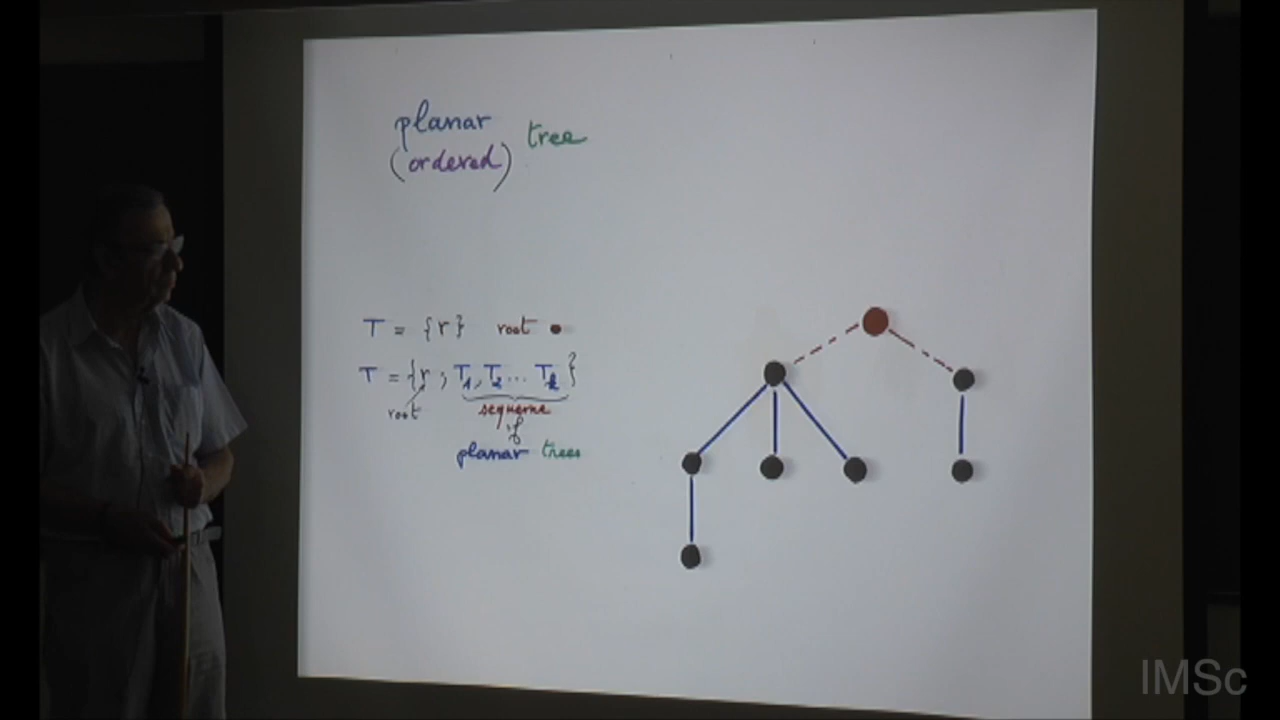 planar
(ordered) tree
T = {r} root
T = {r ; T1, T2 ... Tk}
root
sequence
of
planar trees
IMSc